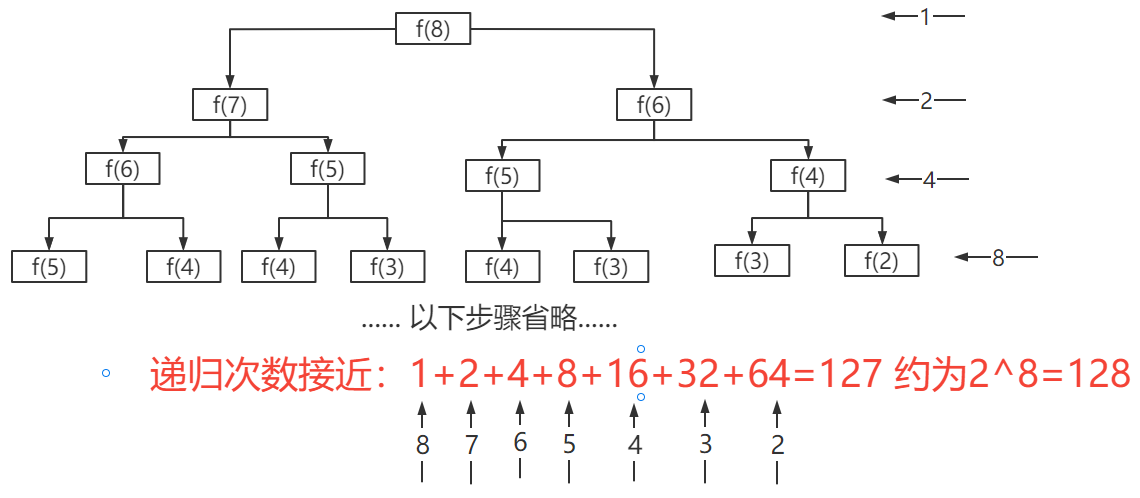 f(8) 1
f(7) f(6) 2
f(6) f(5) f(5) f(4) 4
f(5) f(4) f(4) f(3) f(4) f(3) f(3) f(2) 8
...... 以下步骤省略......
递归次数接近：1+2+4+8+16+32+64=127 约为2^8=128
8 7 6 5 4 3 2